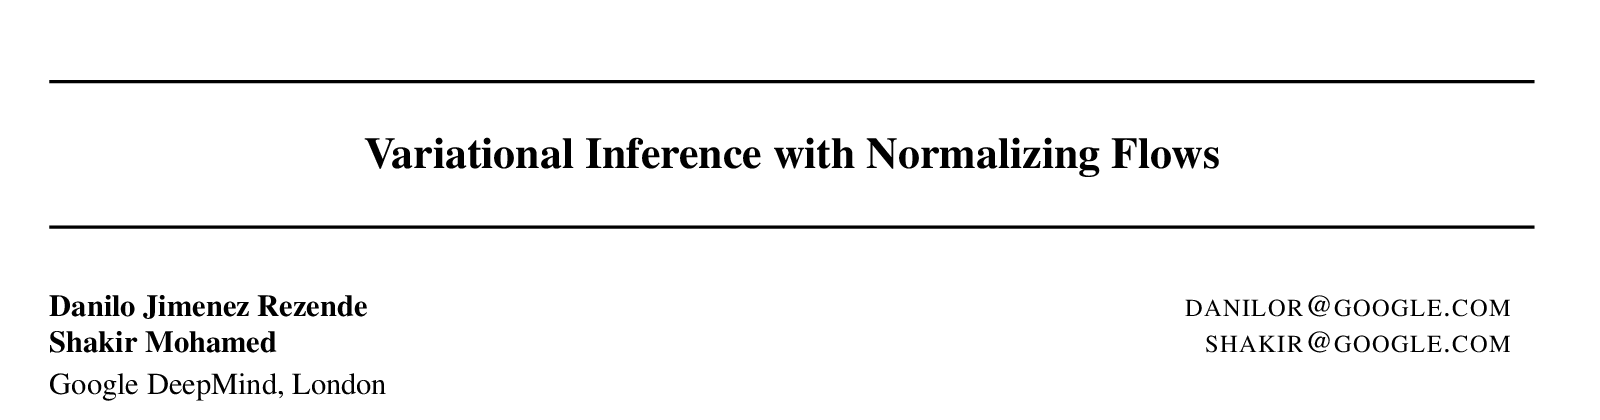 Variational Inference with Normalizing Flows
Danilo Jimenez Rezende DANILOR@GOOGLE.COM
Shakir Mohamed SHAKIR@GOOGLE.COM
Google DeepMind, London